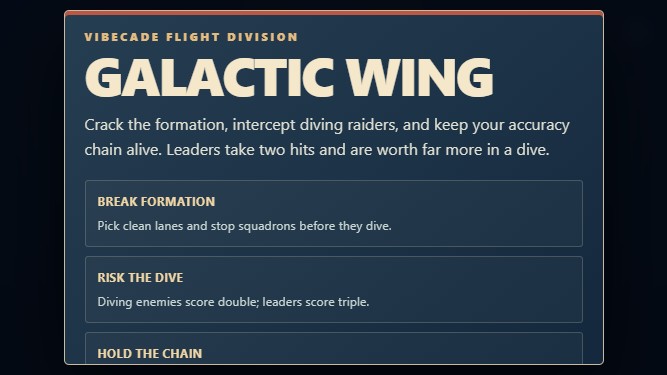 VIBECADE FLIGHT DIVISION
GALACTIC WING
Crack the formation, intercept diving raiders, and keep your accuracy
chain alive. Leaders take two hits and are worth far more in a dive.
BREAK FORMATION
Pick clean lanes and stop squadrons before they dive.
RISK THE DIVE
Diving enemies score double; leaders score triple.
HOLD THE CHAIN